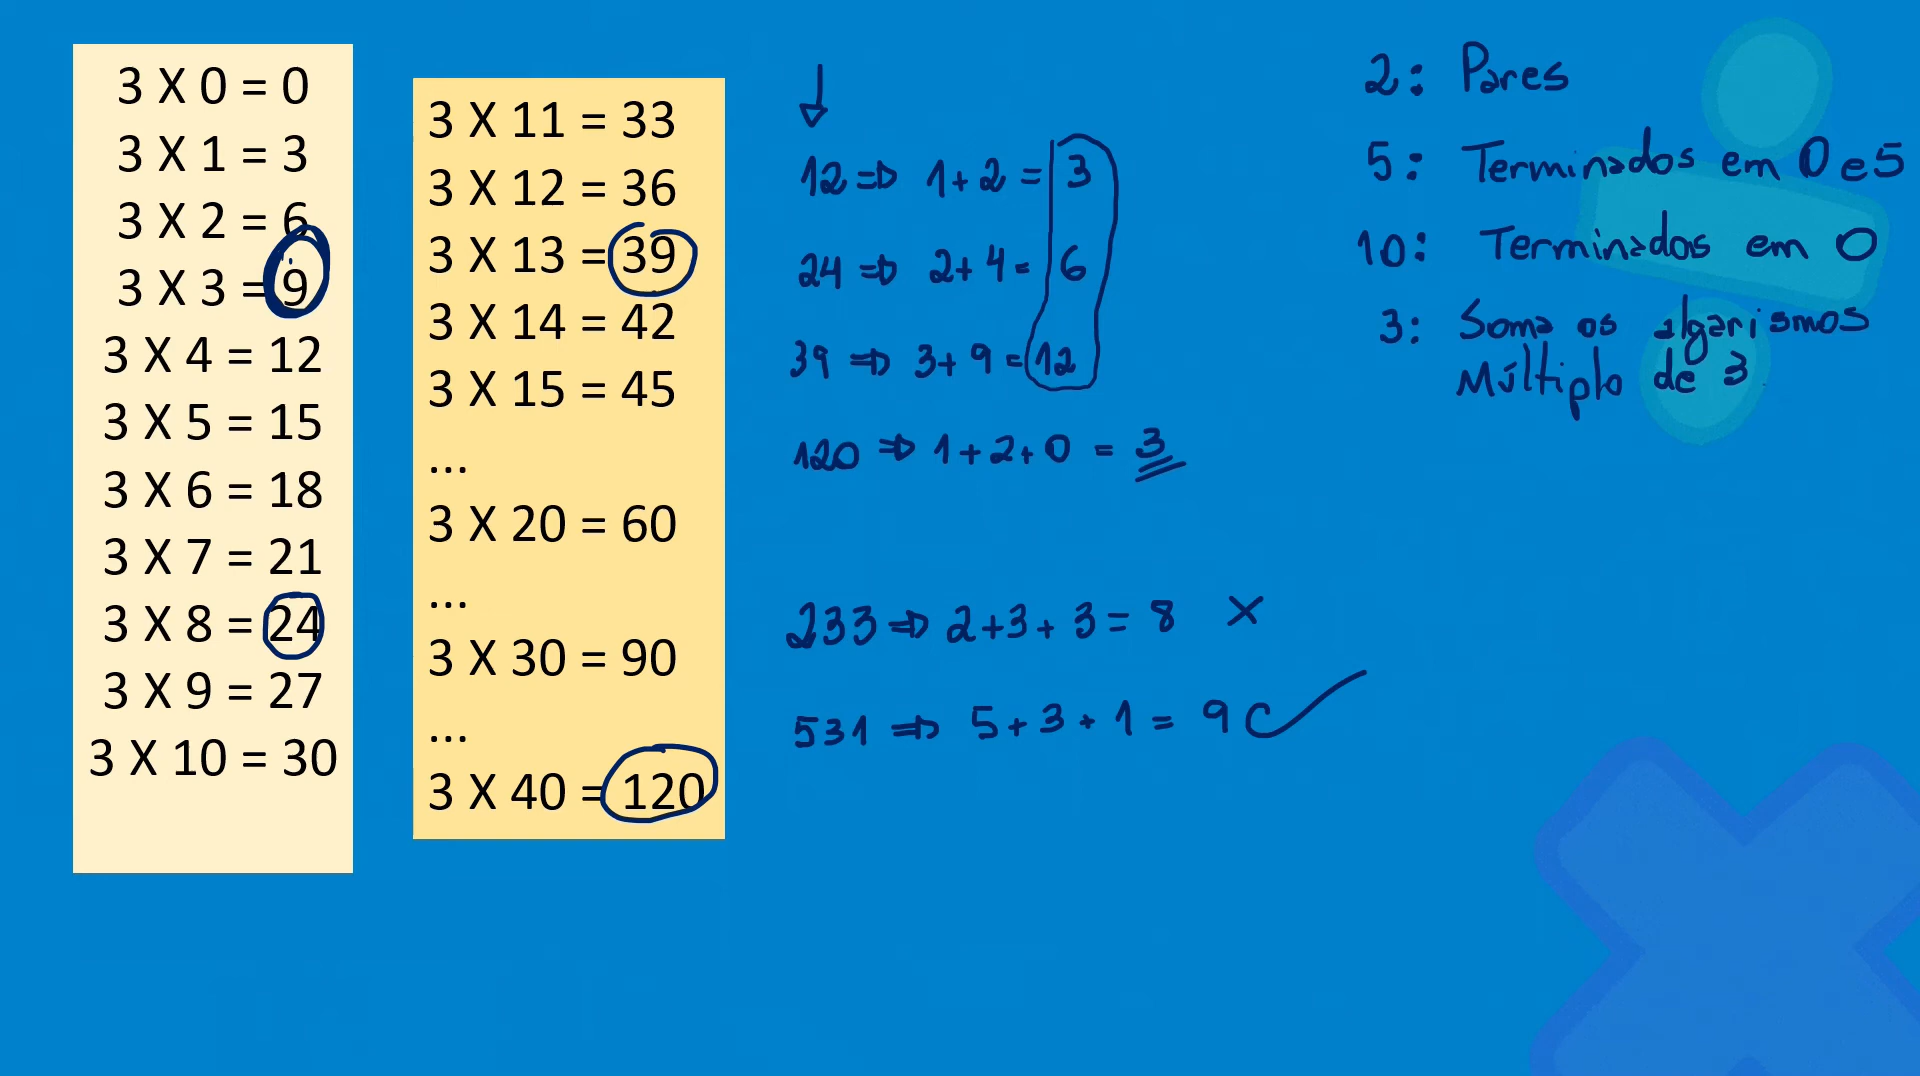 3 X 0 = 0
3 X 1 = 3
3 X 2 = 6
3 X 3 = 9
3 X 4 = 12
3 X 5 = 15
3 X 6 = 18
3 X 7 = 21
3 X 8 = 24
3 X 9 = 27
3 X 10 = 30
3 X 11 = 33
3 X 12 = 36
3 X 13 = 39
3 X 14 = 42
3 X 15 = 45
...
3 X 20 = 60
...
3 X 30 = 90
...
3 X 40 = 120
12 ⇒ 1+2 = 3
24 ⇒ 2+4 = 6
39 ⇒ 3+9 = 12
120 ⇒ 1+2+0 = 3
233 ⇒ 2+3+3 = 8 X
531 ⇒ 5+3+1 = 9 ✓
2: Pares
5: Terminados em 0 e 5
10: Terminados em 0
3: Soma os algarismos
Múltiplo de 3